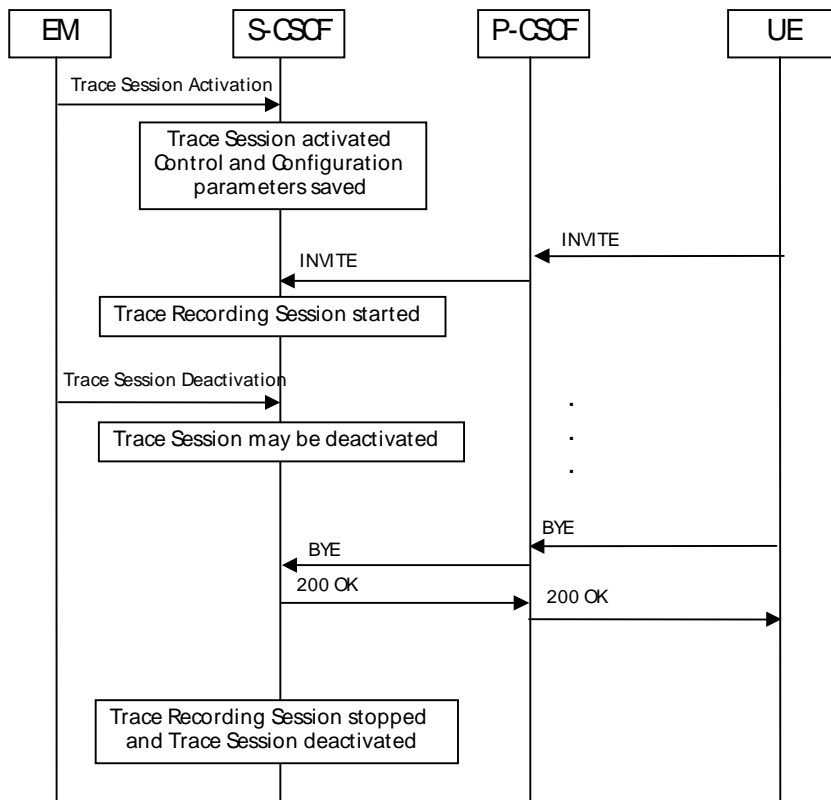 EM
S-CSCF
P-CSCF
UE
Trace Session Activation
Trace Session activated
Control and Configuration
parameters saved
INVITE
INVITE
Trace Recording Session started
Trace Session Deactivation
.
.
.
Trace Session may be deactivated
BYE
BYE
200 OK
200 OK
Trace Recording Session stopped
and Trace Session deactivated